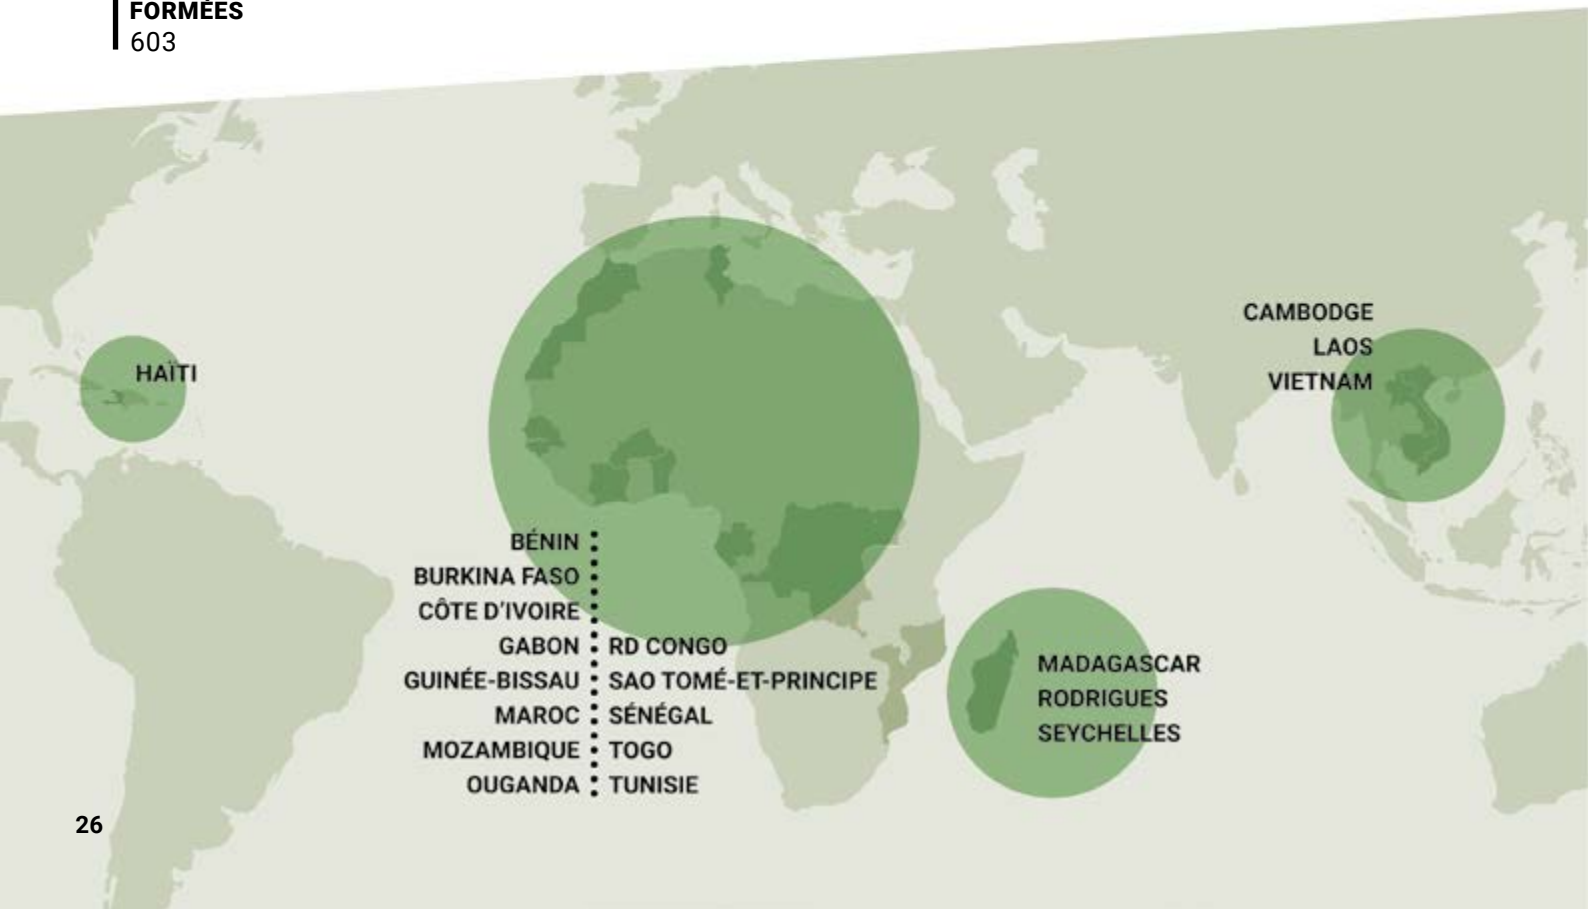 FORMÉES
603
HAÏTI
CAMBODGE
LAOS
VIETNAM
BÉNIN
BURKINA FASO
CÔTE D'IVOIRE
GABON
GUINÉE-BISSAU
MAROC
MOZAMBIQUE
OUGANDA
RD CONGO
SAO TOMÉ-ET-PRINCIPE
SÉNÉGAL
TOGO
TUNISIE
MADAGASCAR
RODRIGUES
SEYCHELLES
26